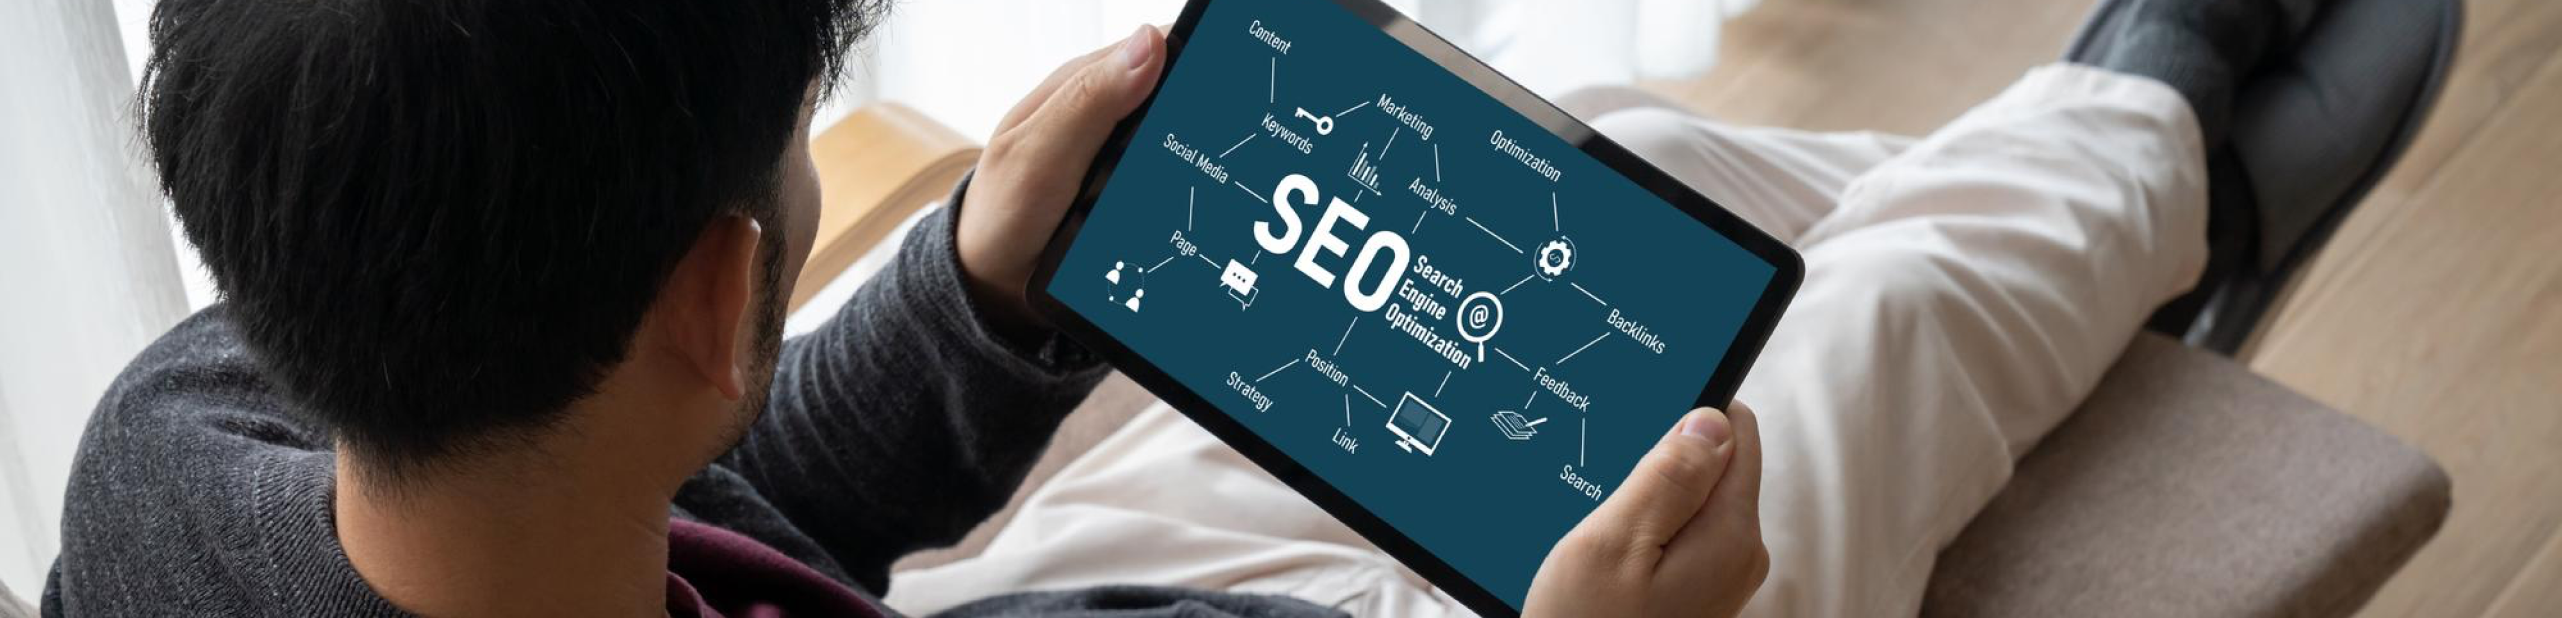 Content
Keywords
Marketing
Optimization
Social Media
Analysis
SEO
Search
Engine
Optimization
@
Page
Backlinks
Position
Feedback
Strategy
Link
Search